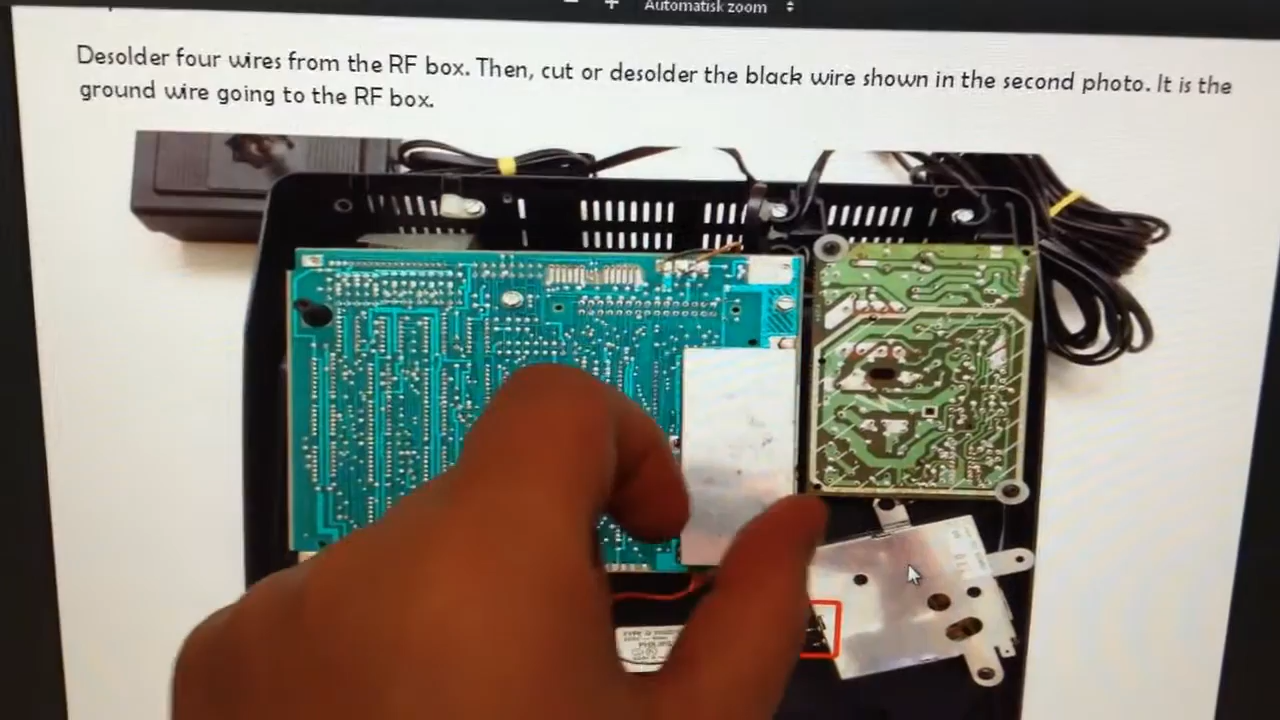 Automatisk zoom
Desolder four wires from the RF box. Then, cut or desolder the black wire shown in the second photo. It is the
ground wire going to the RF box.